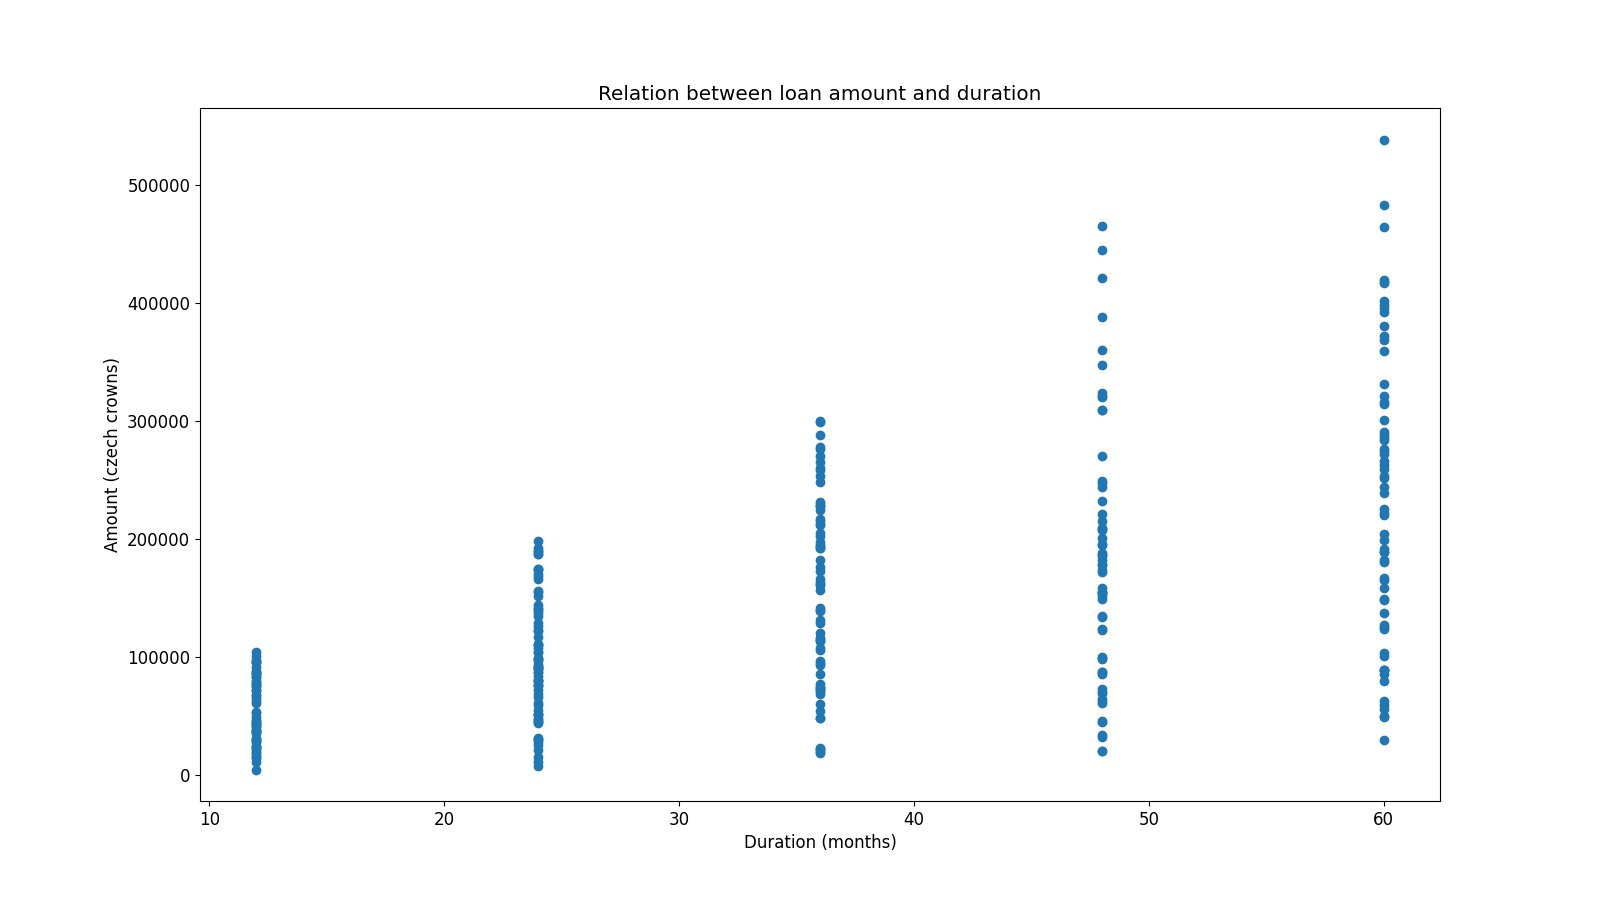 Relation between loan amount and duration
500000
400000
300000
200000
100000
0
Amount (czech crowns)
10 20 30 40 50 60
Duration (months)